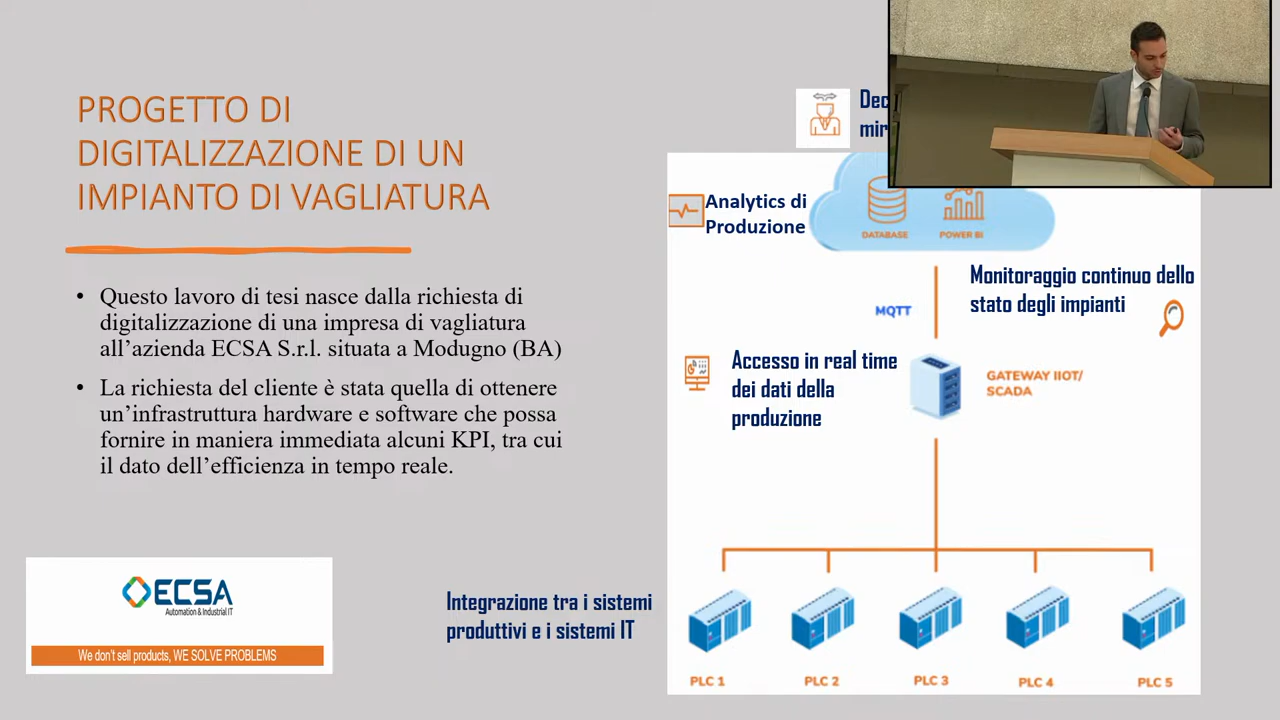 PROGETTO DI
DIGITALIZZAZIONE DI UN
IMPIANTO DI VAGLIATURA
• Questo lavoro di tesi nasce dalla richiesta di
digitalizzazione di una impresa di vagliatura
all’azienda ECSA S.r.l. situata a Modugno (BA)
• La richiesta del cliente è stata quella di ottenere
un’infrastruttura hardware e software che possa
fornire in maniera immediata alcuni KPI, tra cui
il dato dell’efficienza in tempo reale.
ECSA
Automation & Industrial IT
We don't sell products, WE SOLVE PROBLEMS
Integrazione tra i sistemi
produttivi e i sistemi IT
Analytics di
Produzione
DATABASE
POWER BI
Monitoraggio continuo dello
stato degli impianti
MQTT
Accesso in real time
dei dati della
produzione
GATEWAY IIOT/
SCADA
PLC 1
PLC 2
PLC 3
PLC 4
PLC 5